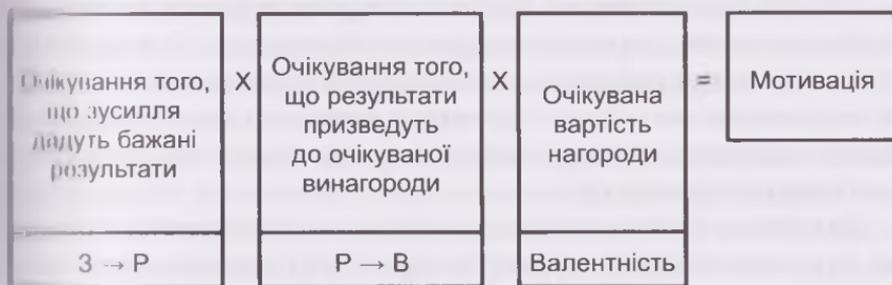 Очікування того,
що зусилля
дадуть бажані
результати
X
Очікування того,
що результати
призведуть
до очікуваної
винагороди
X
Очікувана
вартість
нагороди
=
Мотивація
З → Р
Р → В
Валентність